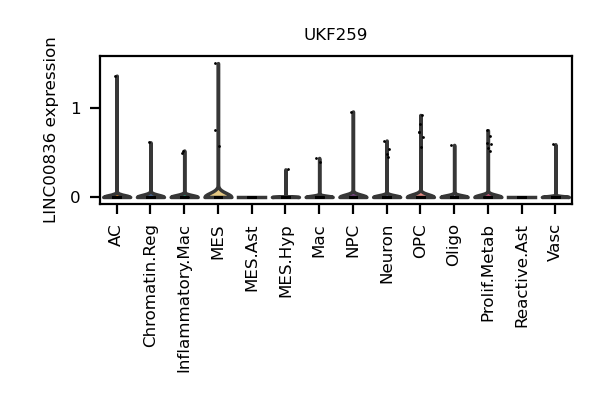 UKF259
LINC00836 expression
1
0
AC
Chromatin.Reg
Inflammatory.Mac
MES
MES.Ast
MES.Hyp
Mac
NPC
Neuron
OPC
Oligo
Prolif.Metab
Reactive.Ast
Vasc